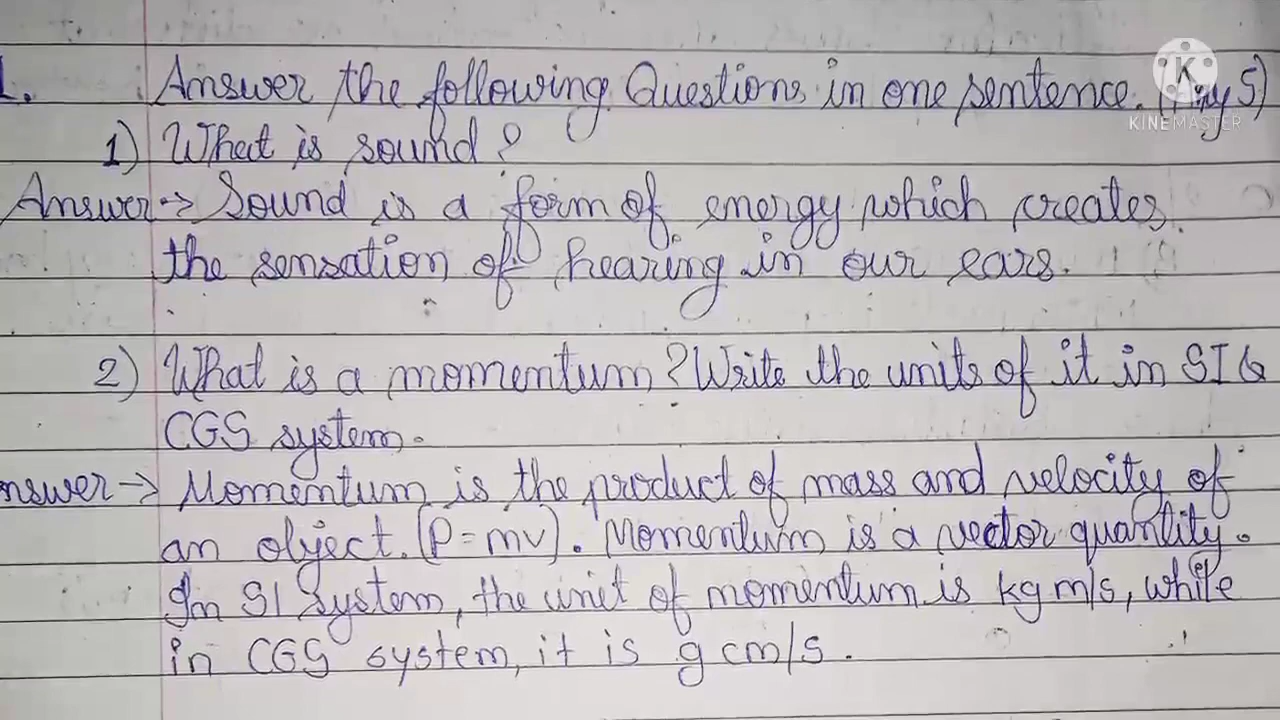 1. Answer the following Questions in one sentence. (Any 5)
K
KINEMASTER
1) What is sound?
Answer → Sound is a form of energy which creates
the sensation of hearing in our ears.
2) What is a momentum? Write the units of it in SI &
CGS system.
nswer → Momentum is the product of mass and velocity of
an object. (P = mv). Momentum is a vector quantity.
In SI system, the unit of momentum is kg m/s, while
in CGS system, it is g cm/s.